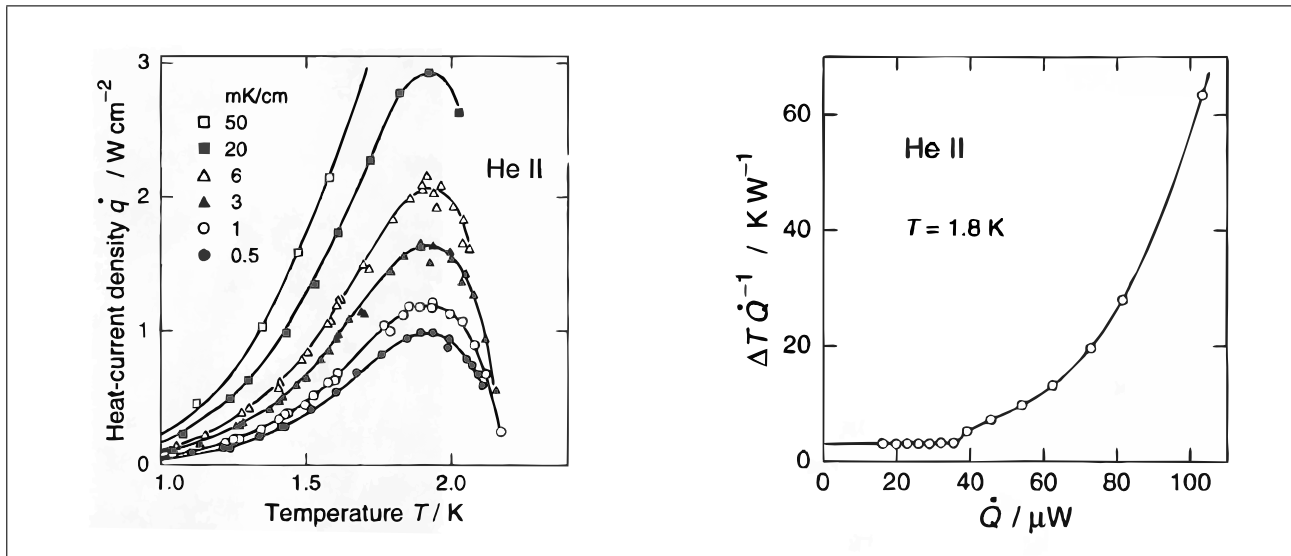 3
2
1
0
Heat-current density q̇ / W cm⁻²
mK/cm
50
20
6
3
1
0.5
He II
1.0
1.5
2.0
Temperature T / K
60
40
20
0
ΔT Q̇⁻¹ / K W⁻¹
He II
T = 1.8 K
0
20
40
60
80
100
Q̇ / μW